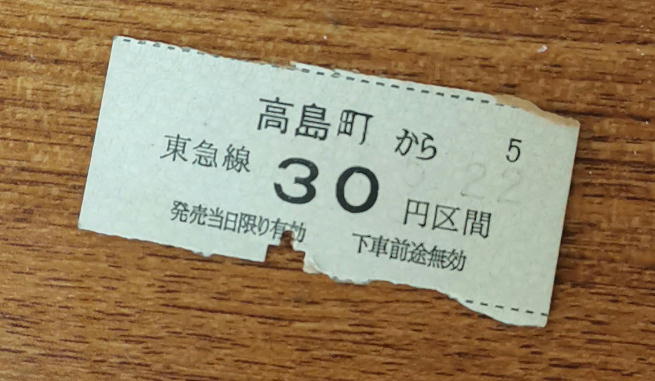 高島町 から 5
東急線 30 円区間
22
発売当日限り有効 下車前途無効